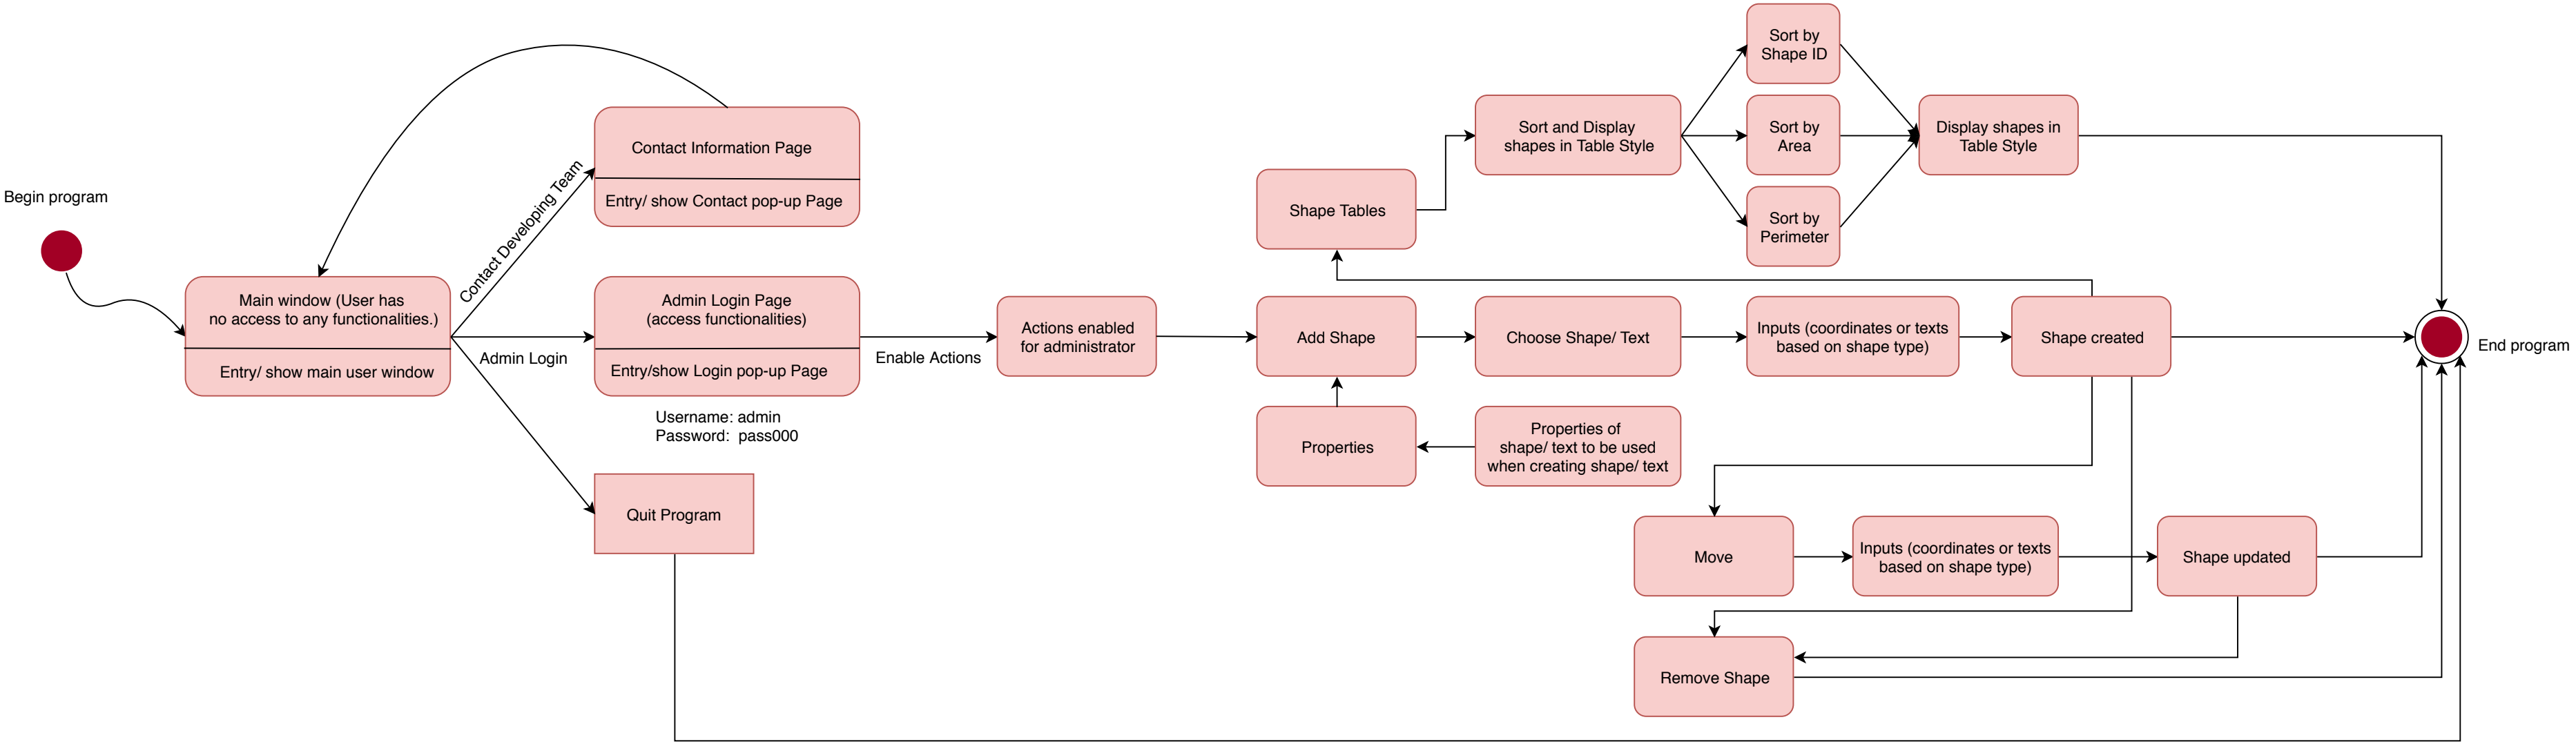 Begin program
Main window (User has
no access to any functionalities.)
Entry/ show main user window
Contact Developing Team
Admin Login
Contact Information Page
Entry/ show Contact pop-up Page
Admin Login Page
(access functionalities)
Entry/show Login pop-up Page
Username: admin
Password: pass000
Quit Program
Enable Actions
Actions enabled
for administrator
Shape Tables
Sort and Display
shapes in Table Style
Sort by
Shape ID
Sort by
Area
Sort by
Perimeter
Display shapes in
Table Style
Add Shape
Choose Shape/ Text
Inputs (coordinates or texts
based on shape type)
Shape created
End program
Properties
Properties of
shape/ text to be used
when creating shape/ text
Move
Inputs (coordinates or texts
based on shape type)
Shape updated
Remove Shape